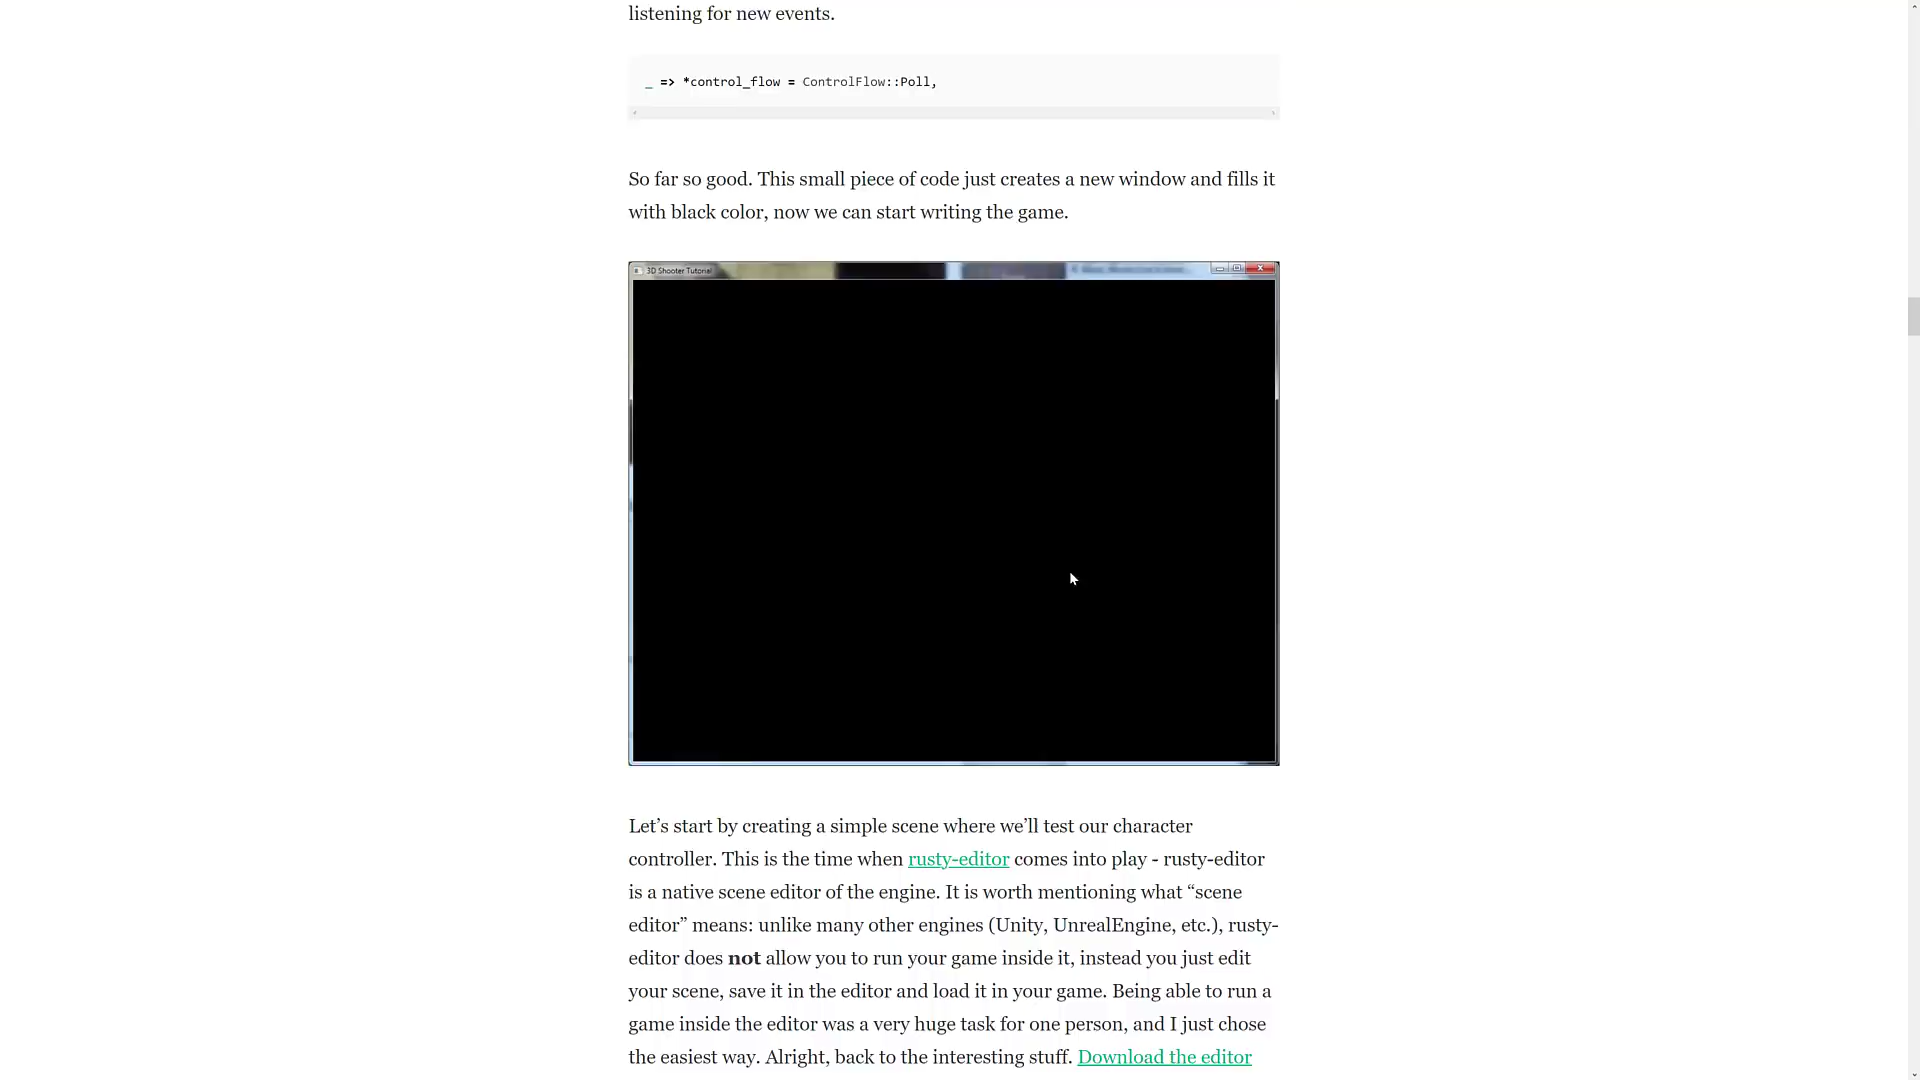 listening for new events.
_ => *control_flow = ControlFlow::Poll,
So far so good. This small piece of code just creates a new window and fills it
with black color, now we can start writing the game.
3D Shooter Tutorial
Let’s start by creating a simple scene where we’ll test our character
controller. This is the time when rusty-editor comes into play - rusty-editor
is a native scene editor of the engine. It is worth mentioning what “scene
editor” means: unlike many other engines (Unity, UnrealEngine, etc.), rusty-
editor does not allow you to run your game inside it, instead you just edit
your scene, save it in the editor and load it in your game. Being able to run a
game inside the editor was a very huge task for one person, and I just chose
the easiest way. Alright, back to the interesting stuff. Download the editor